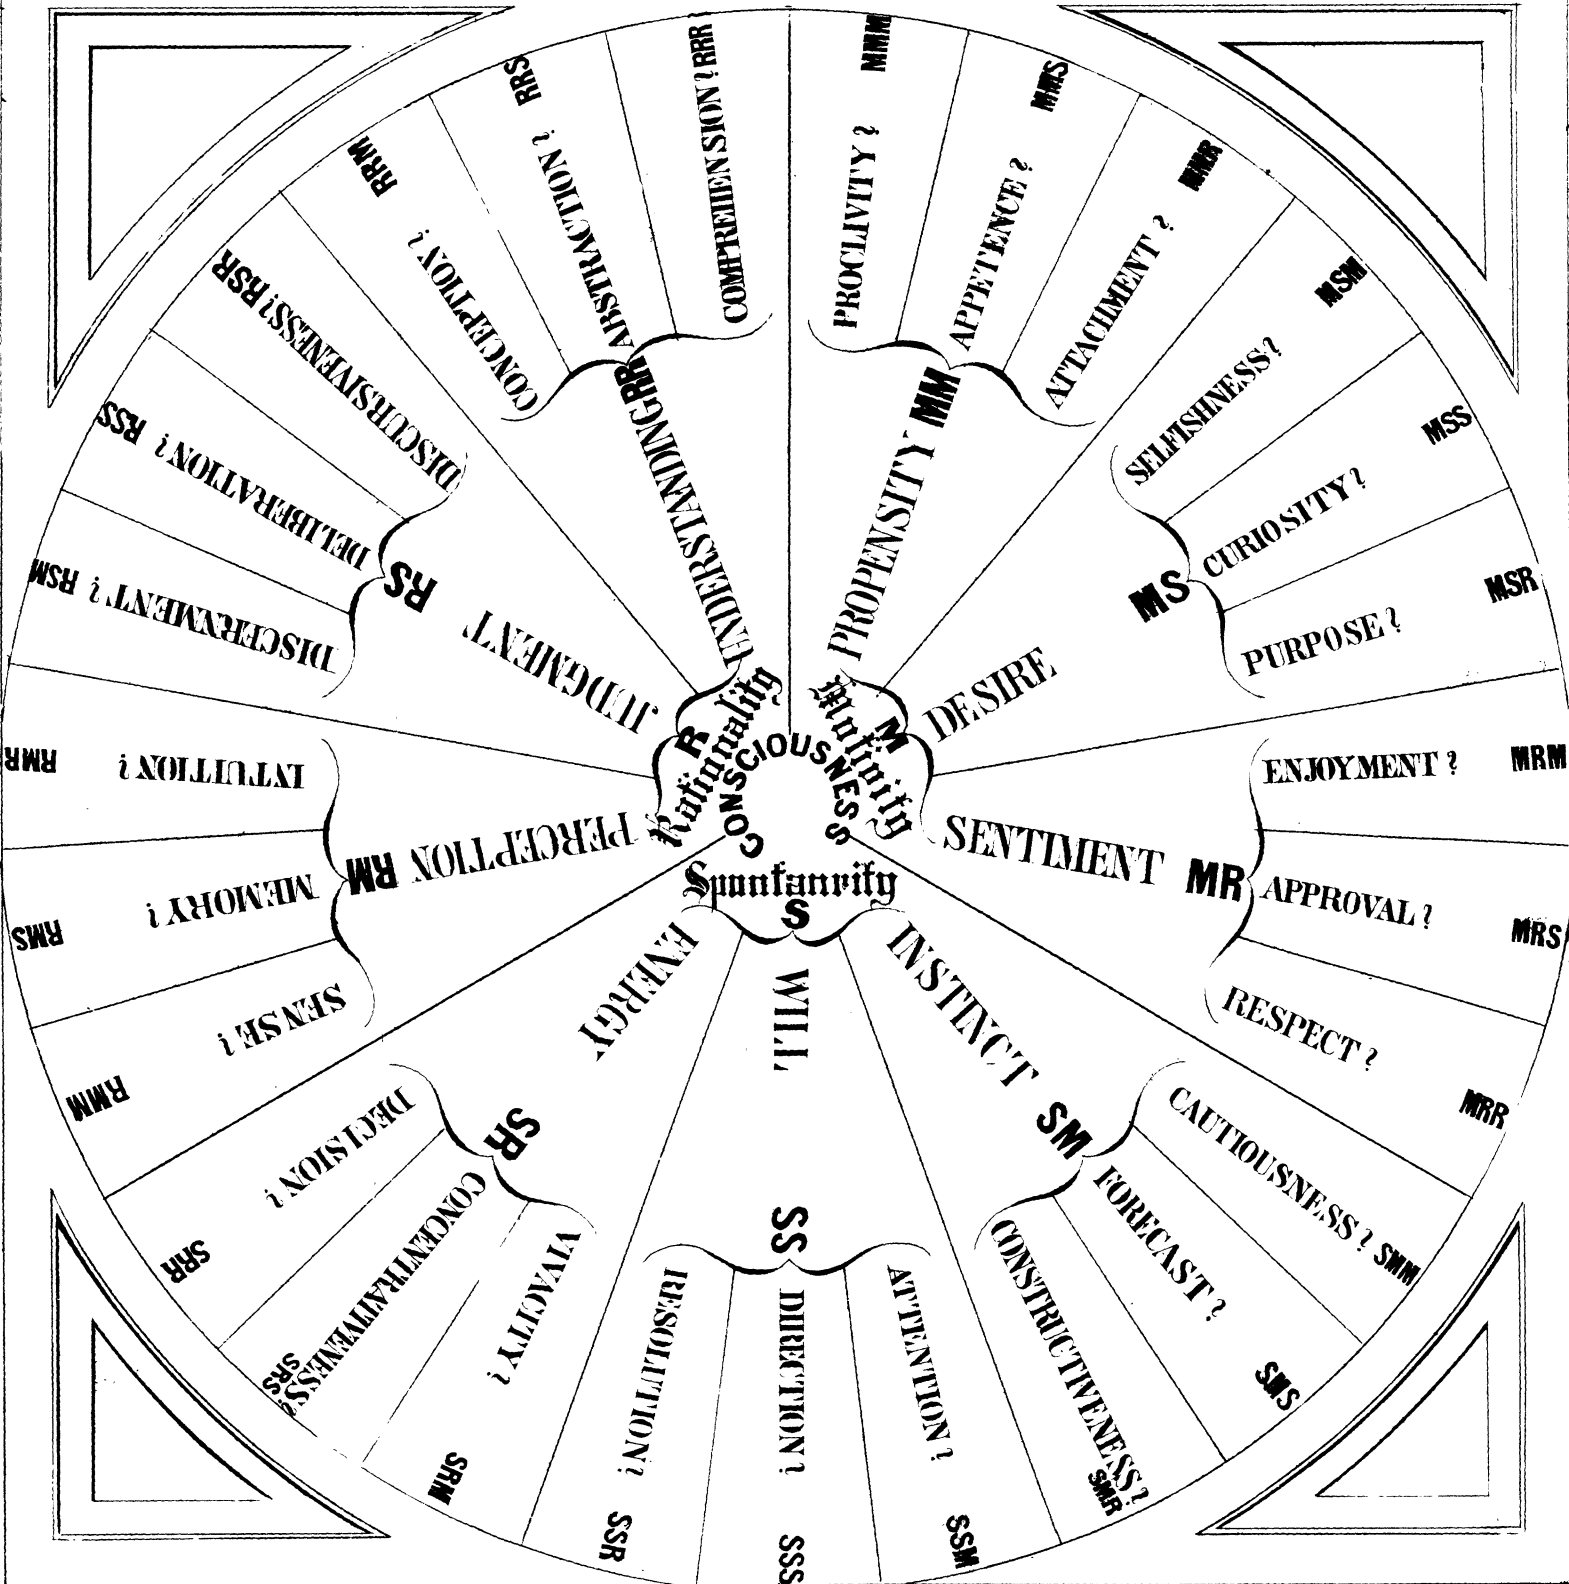 CONSCIOUSNESS
Motivity
M
PROPENSITY MM
PROCLIVITY ? MMM
APPETENCE ? MMS
ATTACHMENT ? MMR
DESIRE MS
SELFISHNESS ? MSM
CURIOSITY ? MSS
PURPOSE ? MSR
SENTIMENT MR
ENJOYMENT ? MRM
APPROVAL ? MRS
RESPECT ? MRR
Spontaneity
S
INSTINCT SM
CAUTIOUSNESS ? SMM
FORECAST ? SMS
CONSTRUCTIVENESS ? SMR
WILL SS
ATTENTION ? SSM
DIRECTION ? SSS
RESOLUTION ? SSR
ENERGY SR
VIVACITY ? SRM
CONCENTRATIVENESS ? SRS
DECISION ? SRR
Rationality
R
PERCEPTION RM
SENSE ? RMM
MEMORY ? RMS
INTUITION ? RMR
JUDGMENT RS
DISCERNMENT ? RSM
DELIBERATION ? RSS
DISCURSIVENESS ? RSR
UNDERSTANDING RR
CONCEPTION ? RRM
ABSTRACTION ? RRS
COMPREHENSION ? RRR